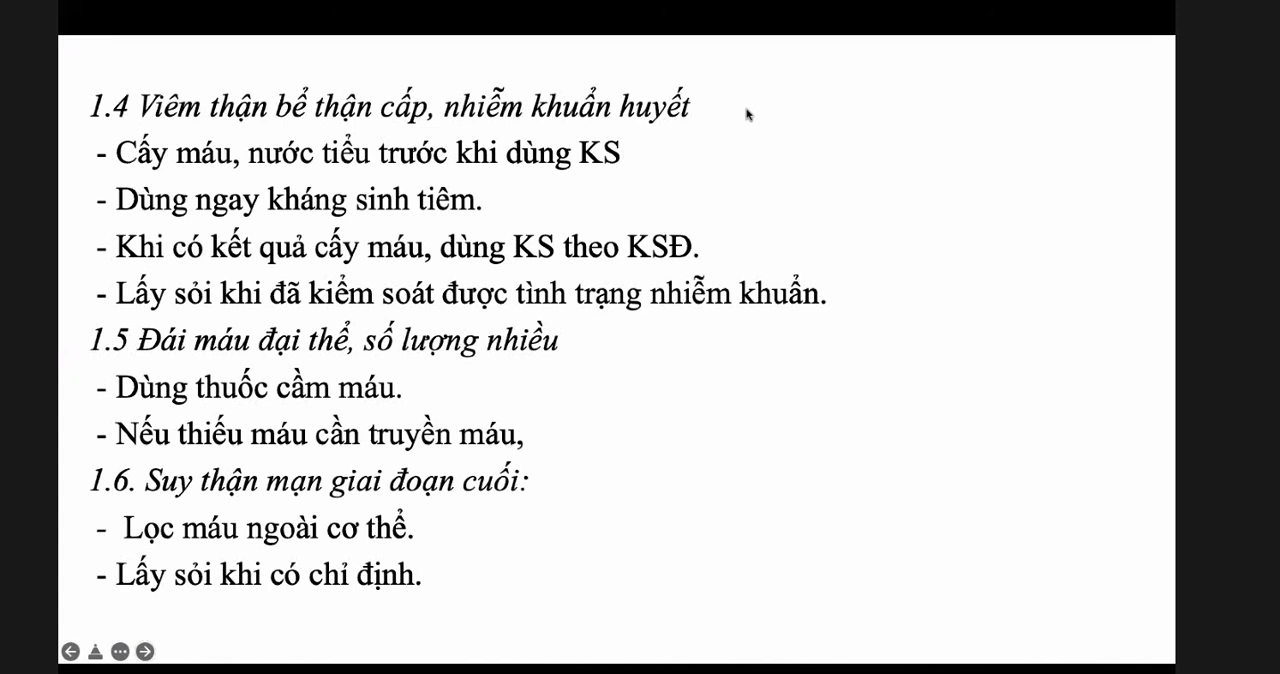 1.4 Viêm thận bể thận cấp, nhiễm khuẩn huyết
- Cấy máu, nước tiểu trước khi dùng KS
- Dùng ngay kháng sinh tiêm.
- Khi có kết quả cấy máu, dùng KS theo KSĐ.
- Lấy sỏi khi đã kiểm soát được tình trạng nhiễm khuẩn.
1.5 Đái máu đại thể, số lượng nhiều
- Dùng thuốc cầm máu.
- Nếu thiếu máu cần truyền máu,
1.6. Suy thận mạn giai đoạn cuối:
- Lọc máu ngoài cơ thể.
- Lấy sỏi khi có chỉ định.